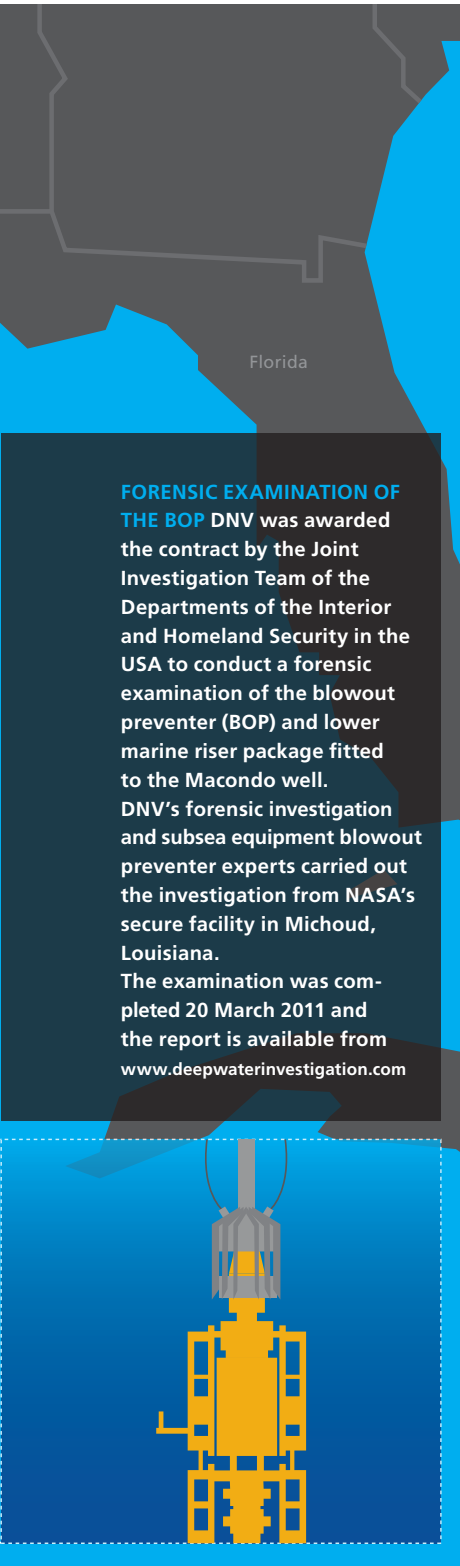 Florida
FORENSIC EXAMINATION OF
THE BOP DNV was awarded
the contract by the Joint
Investigation Team of the
Departments of the Interior
and Homeland Security in the
USA to conduct a forensic
examination of the blowout
preventer (BOP) and lower
marine riser package fitted
to the Macondo well.
DNV’s forensic investigation
and subsea equipment blowout
preventer experts carried out
the investigation from NASA’s
secure facility in Michoud,
Louisiana.
The examination was com-
pleted 20 March 2011 and
the report is available from
www.deepwaterinvestigation.com